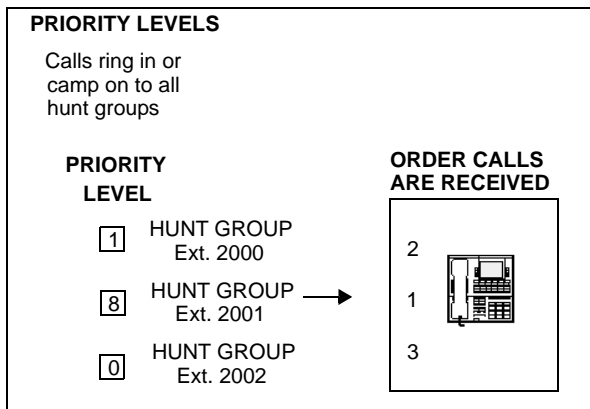 PRIORITY LEVELS
Calls ring in or
camp on to all
hunt groups
PRIORITY
LEVEL
ORDER CALLS
ARE RECEIVED
1 HUNT GROUP
Ext. 2000
2
8 HUNT GROUP
Ext. 2001
1
0 HUNT GROUP
Ext. 2002
3